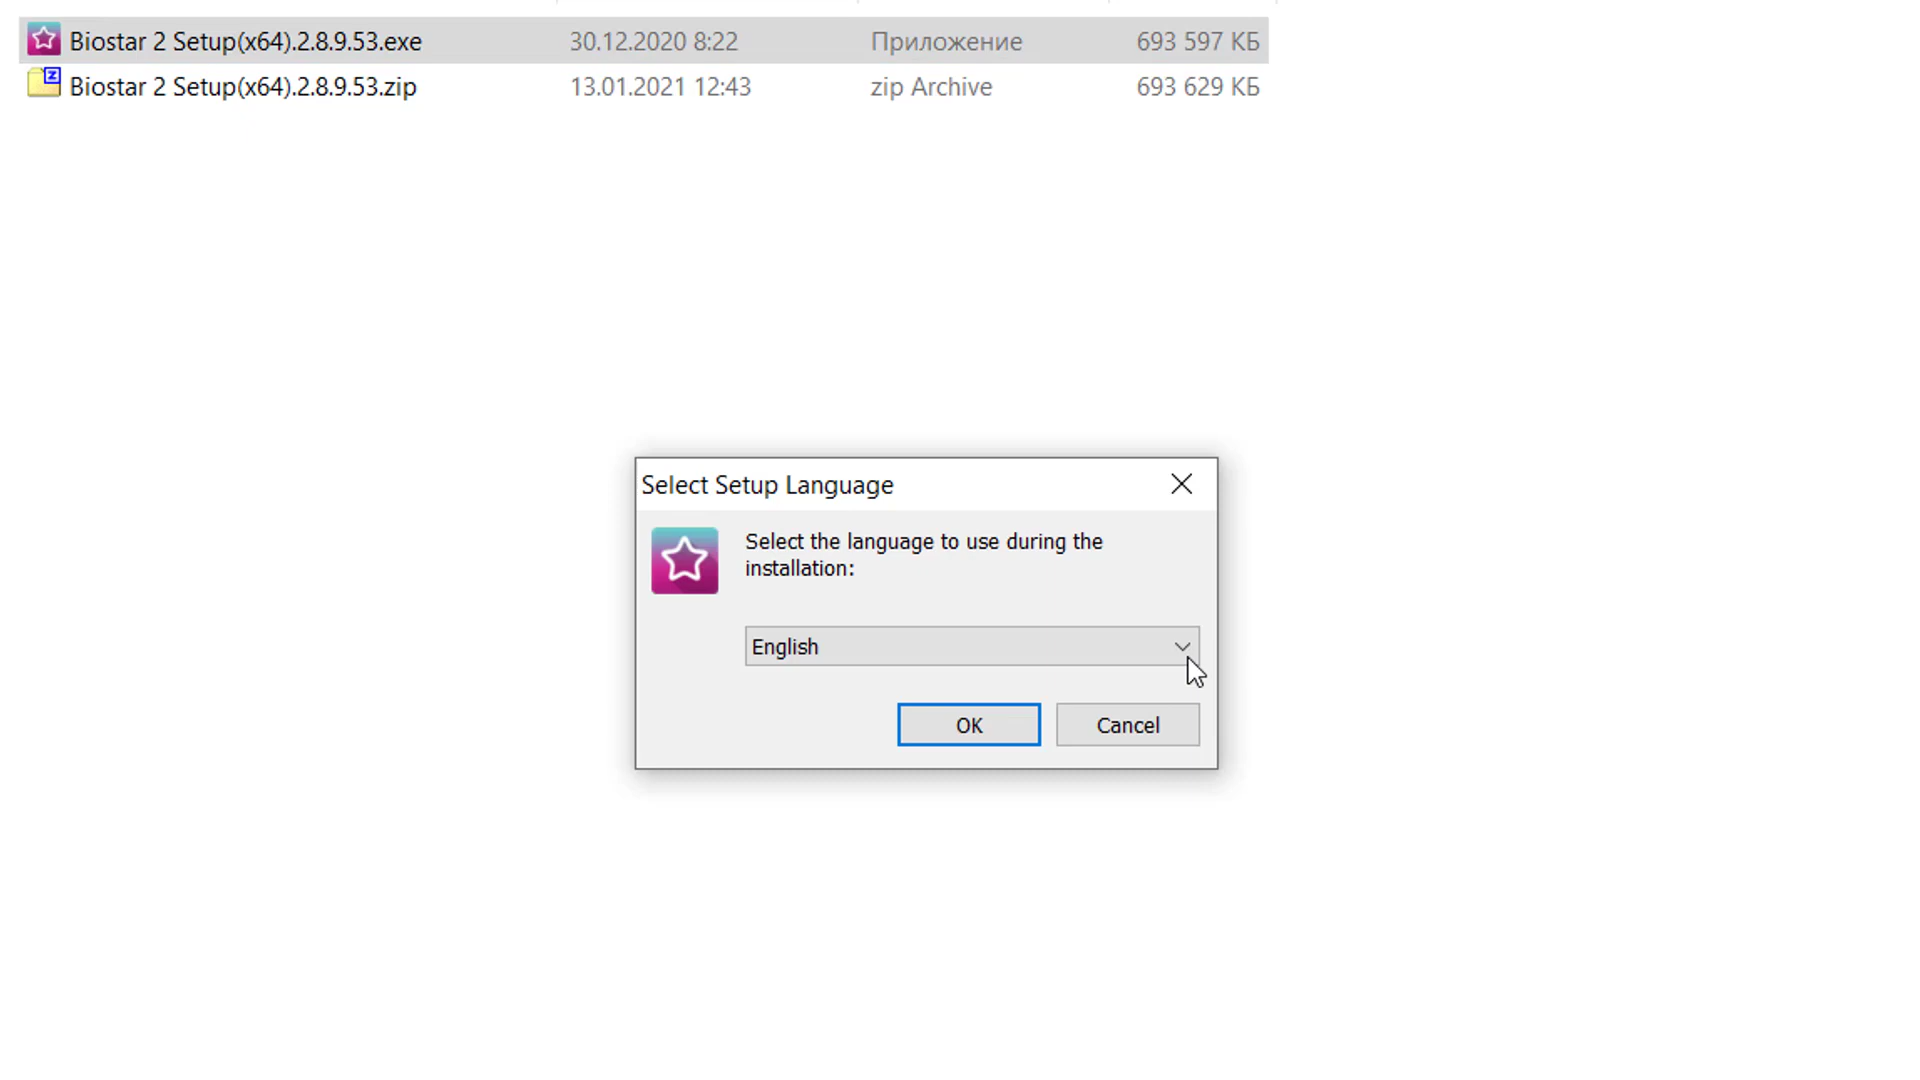 Biostar 2 Setup(x64).2.8.9.53.exe 30.12.2020 8:22 Приложение 693 597 КБ
Biostar 2 Setup(x64).2.8.9.53.zip 13.01.2021 12:43 zip Archive 693 629 КБ
Select Setup Language
Select the language to use during the
installation:
English
OK Cancel